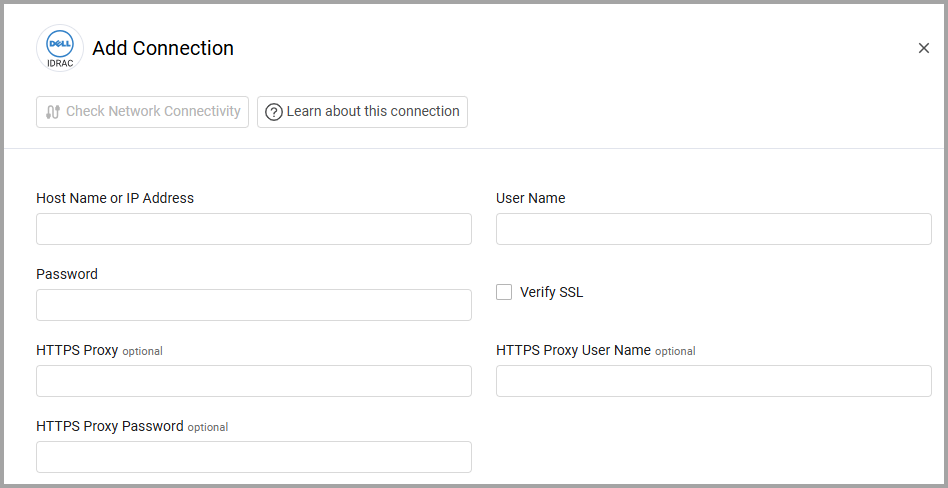 DELL
IDRAC
Add Connection
Check Network Connectivity
Learn about this connection
Host Name or IP Address
User Name
Password
Verify SSL
HTTPS Proxy optional
HTTPS Proxy User Name optional
HTTPS Proxy Password optional